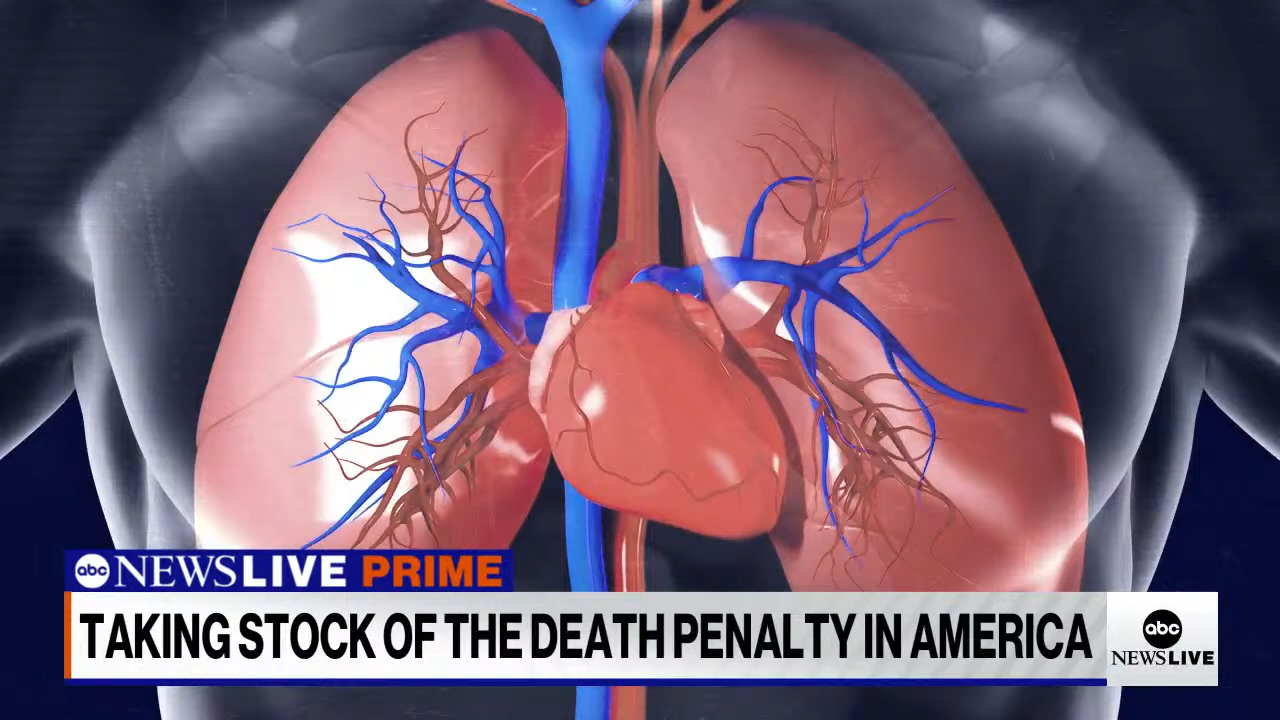 abc NEWS LIVE PRIME
TAKING STOCK OF THE DEATH PENALTY IN AMERICA
abc
NEWS LIVE